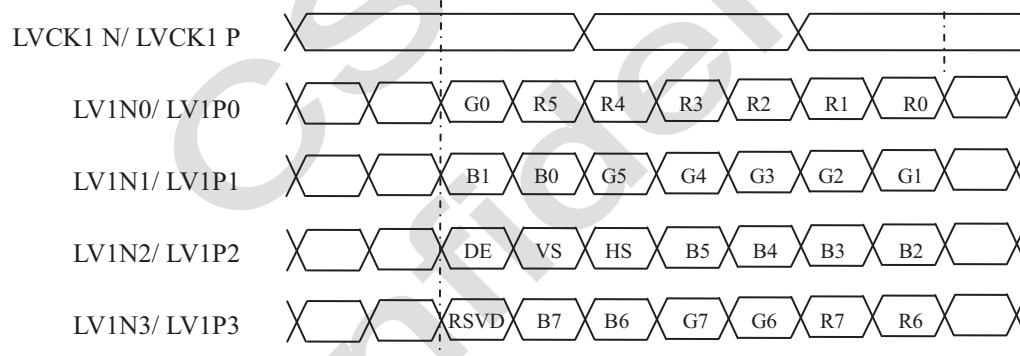 LVCK1 N/ LVCK1 P
LV1N0/ LV1P0 G0 R5 R4 R3 R2 R1 R0
LV1N1/ LV1P1 B1 B0 G5 G4 G3 G2 G1
LV1N2/ LV1P2 DE VS HS B5 B4 B3 B2
LV1N3/ LV1P3 RSVD B7 B6 G7 G6 R7 R6